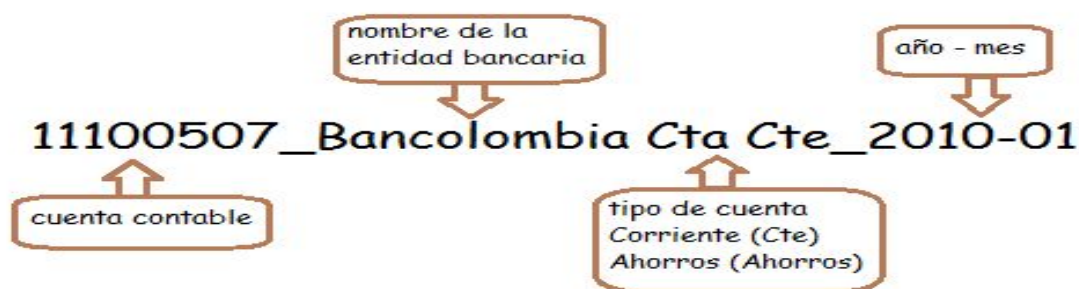 nombre de la
entidad bancaria
año - mes
11100507_Bancolombia Cta Cte_2010-01
cuenta contable
tipo de cuenta
Corriente (Cte)
Ahorros (Ahorros)